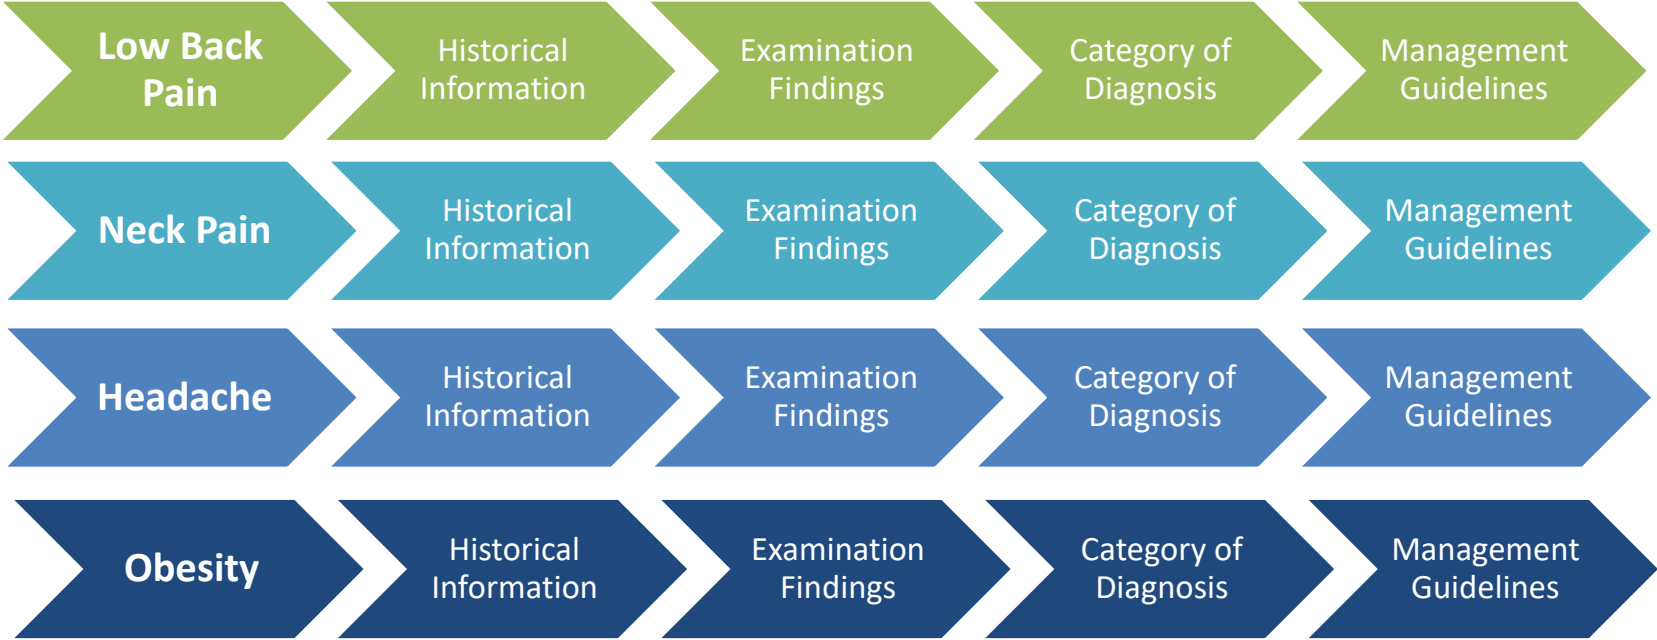 Low Back
Pain
Historical
Information
Examination
Findings
Category of
Diagnosis
Management
Guidelines
Neck Pain
Historical
Information
Examination
Findings
Category of
Diagnosis
Management
Guidelines
Headache
Historical
Information
Examination
Findings
Category of
Diagnosis
Management
Guidelines
Obesity
Historical
Information
Examination
Findings
Category of
Diagnosis
Management
Guidelines